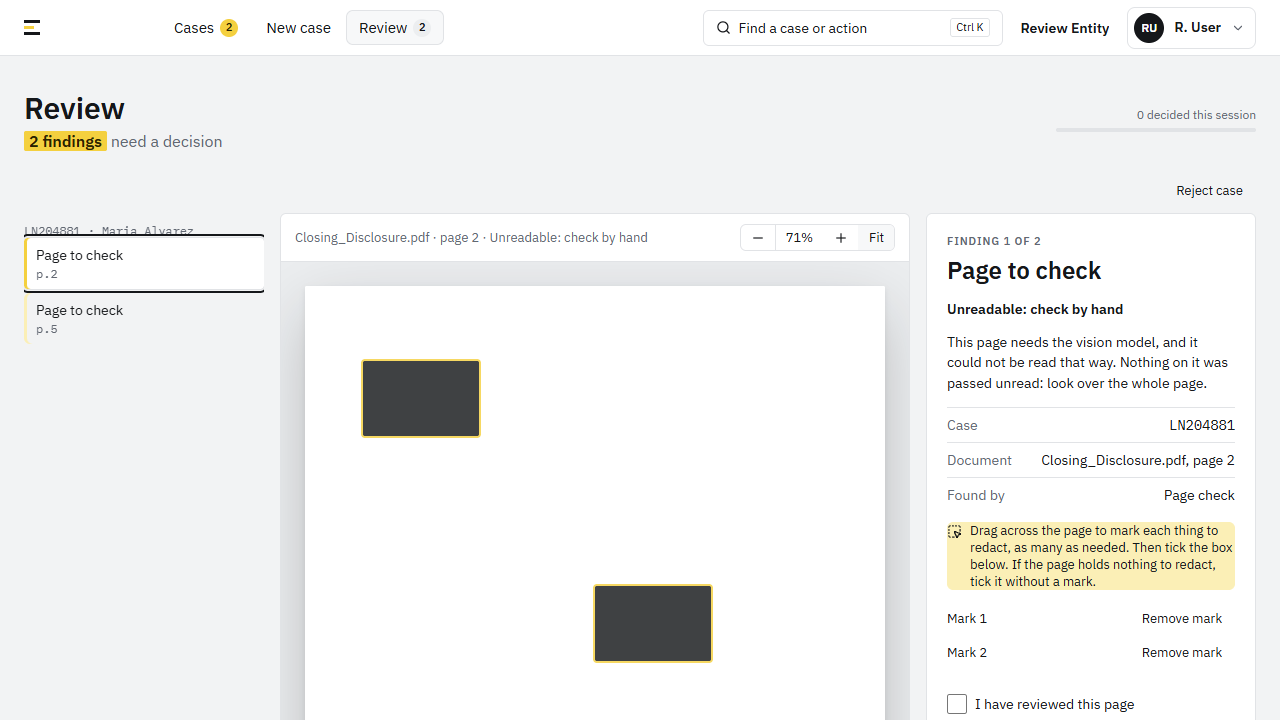 Cases 2
New case
Review 2
Find a case or action
Ctrl K
Review Entity
RU
R. User
Review
2 findings need a decision
0 decided this session
Reject case
LN204881 · Maria Alvarez
Page to check
p.2
Page to check
p.5
Closing_Disclosure.pdf · page 2 · Unreadable: check by hand
71%
Fit
FINDING 1 OF 2
Page to check
Unreadable: check by hand
This page needs the vision model, and it
could not be read that way. Nothing on it was
passed unread: look over the whole page.
Case LN204881
Document Closing_Disclosure.pdf, page 2
Found by Page check
Drag across the page to mark each thing to
redact, as many as needed. Then tick the box
below. If the page holds nothing to redact,
tick it without a mark.
Mark 1 Remove mark
Mark 2 Remove mark
I have reviewed this page